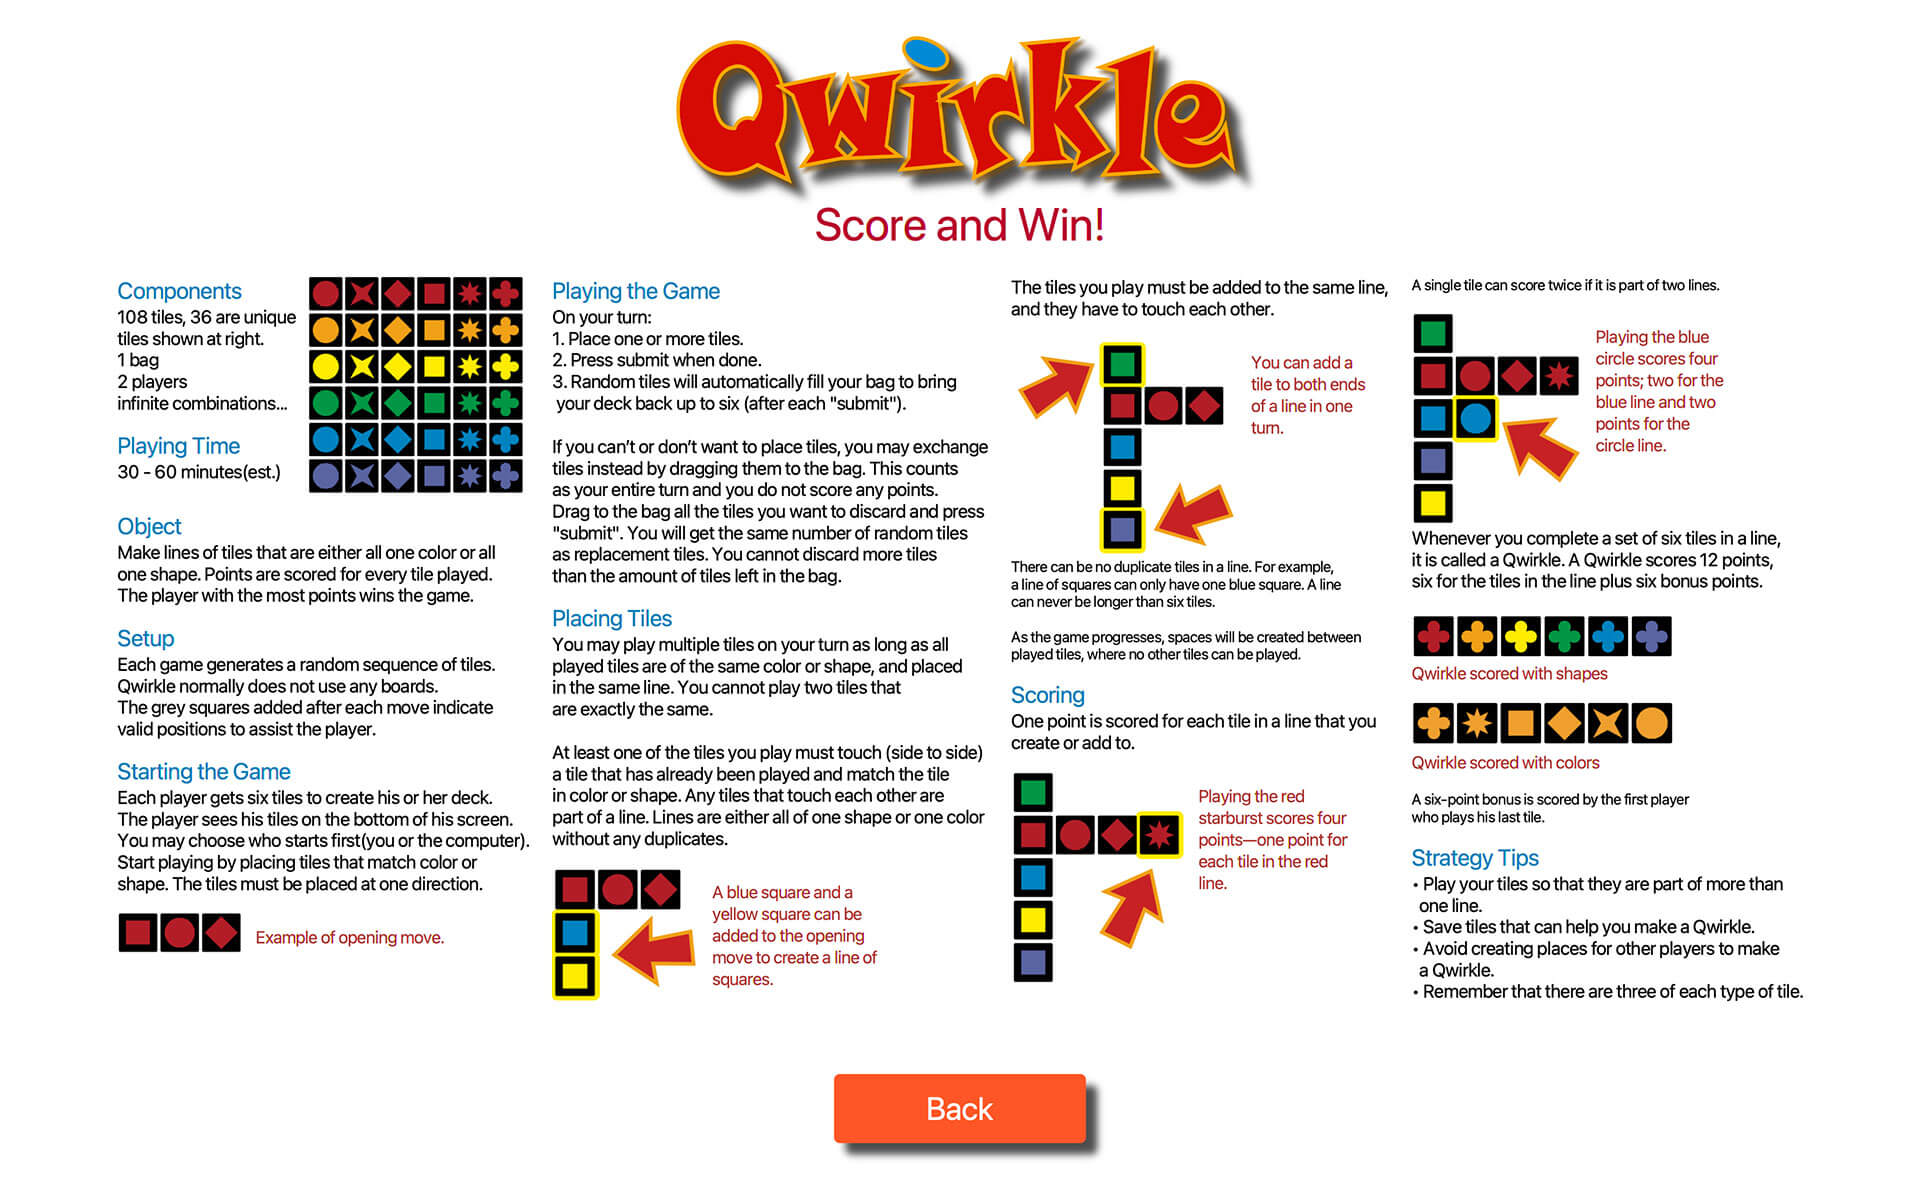 Qwirkle
Score and Win!
Components
108 tiles, 36 are unique
tiles shown at right.
1 bag
2 players
infinite combinations...
Playing Time
30 - 60 minutes(est.)
Object
Make lines of tiles that are either all one color or all
one shape. Points are scored for every tile played.
The player with the most points wins the game.
Setup
Each game generates a random sequence of tiles.
Qwirkle normally does not use any boards.
The grey squares added after each move indicate
valid positions to assist the player.
Starting the Game
Each player gets six tiles to create his or her deck.
The player sees his tiles on the bottom of his screen.
You may choose who starts first(you or the computer).
Start playing by placing tiles that match color or
shape. The tiles must be placed at one direction.
Example of opening move.
Playing the Game
On your turn:
1. Place one or more tiles.
2. Press submit when done.
3. Random tiles will automatically fill your bag to bring
your deck back up to six (after each "submit").
If you can't or don't want to place tiles, you may exchange
tiles instead by dragging them to the bag. This counts
as your entire turn and you do not score any points.
Drag to the bag all the tiles you want to discard and press
"submit". You will get the same number of random tiles
as replacement tiles. You cannot discard more tiles
than the amount of tiles left in the bag.
Placing Tiles
You may play multiple tiles on your turn as long as all
played tiles are of the same color or shape, and placed
in the same line. You cannot play two tiles that
are exactly the same.
At least one of the tiles you play must touch (side to side)
a tile that has already been played and match the tile
in color or shape. Any tiles that touch each other are
part of a line. Lines are either all of one shape or one color
without any duplicates.
A blue square and a
yellow square can be
added to the opening
move to create a line of
squares.
The tiles you play must be added to the same line,
and they have to touch each other.
You can add a
tile to both ends
of a line in one
turn.
There can be no duplicate tiles in a line. For example,
a line of squares can only have one blue square. A line
can never be longer than six tiles.
As the game progresses, spaces will be created between
played tiles, where no other tiles can be played.
Scoring
One point is scored for each tile in a line that you
create or add to.
Playing the red
starburst scores four
points—one point for
each tile in the red
line.
A single tile can score twice if it is part of two lines.
Playing the blue
circle scores four
points; two for the
blue line and two
points for the
circle line.
Whenever you complete a set of six tiles in a line,
it is called a Qwirkle. A Qwirkle scores 12 points,
six for the tiles in the line plus six bonus points.
Qwirkle scored with shapes
Qwirkle scored with colors
A six-point bonus is scored by the first player
who plays his last tile.
Strategy Tips
• Play your tiles so that they are part of more than
one line.
• Save tiles that can help you make a Qwirkle.
• Avoid creating places for other players to make
a Qwirkle.
• Remember that there are three of each type of tile.
Back